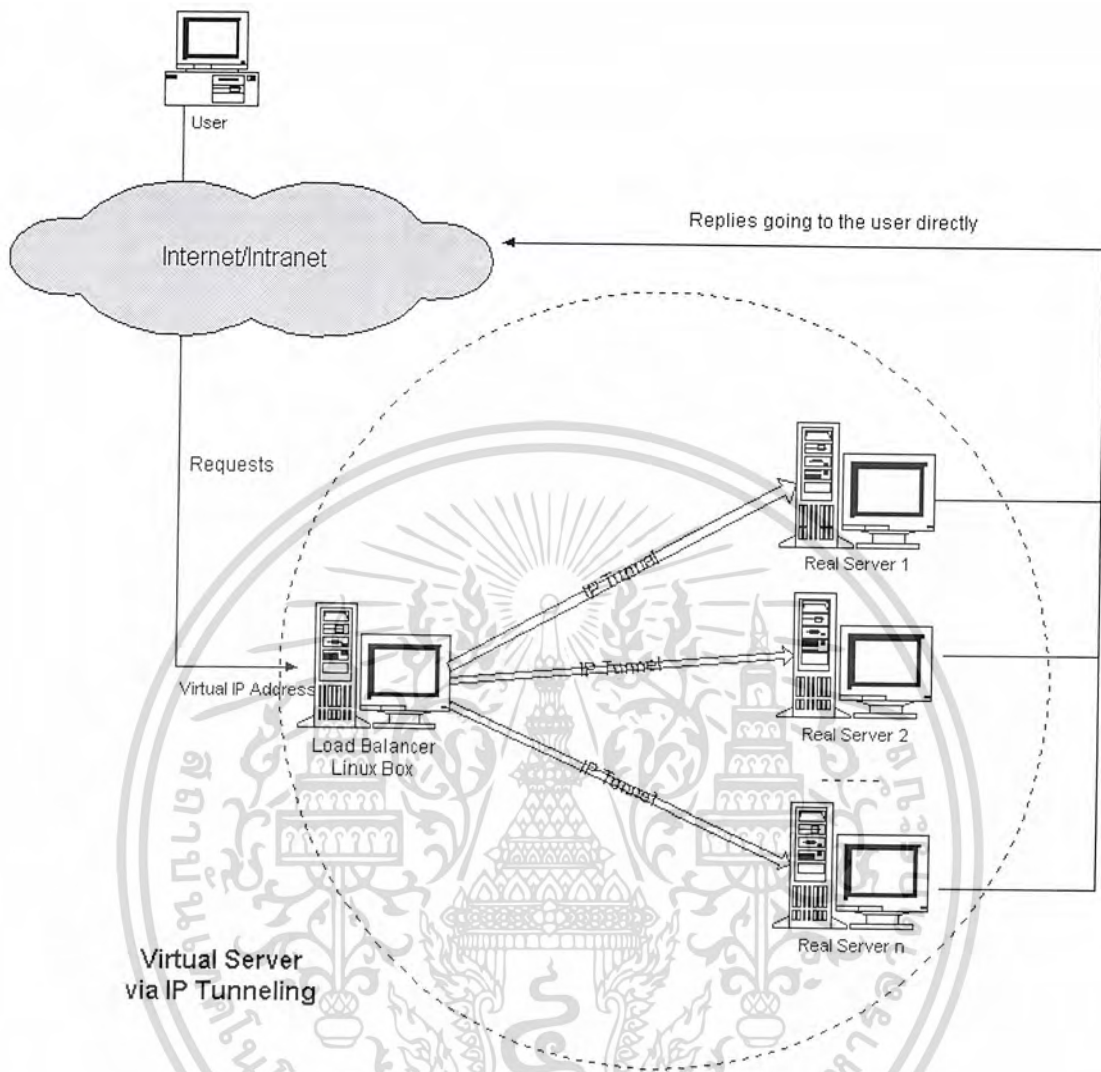 User
Internet/Intranet
Replies going to the user directly
Requests
IP Tunnel
Real Server 1
Virtual IP Address
IP Tunnel
Load Balancer
Linux Box
Real Server 2
IP Tunnel
Real Server n
Virtual Server
via IP Tunneling